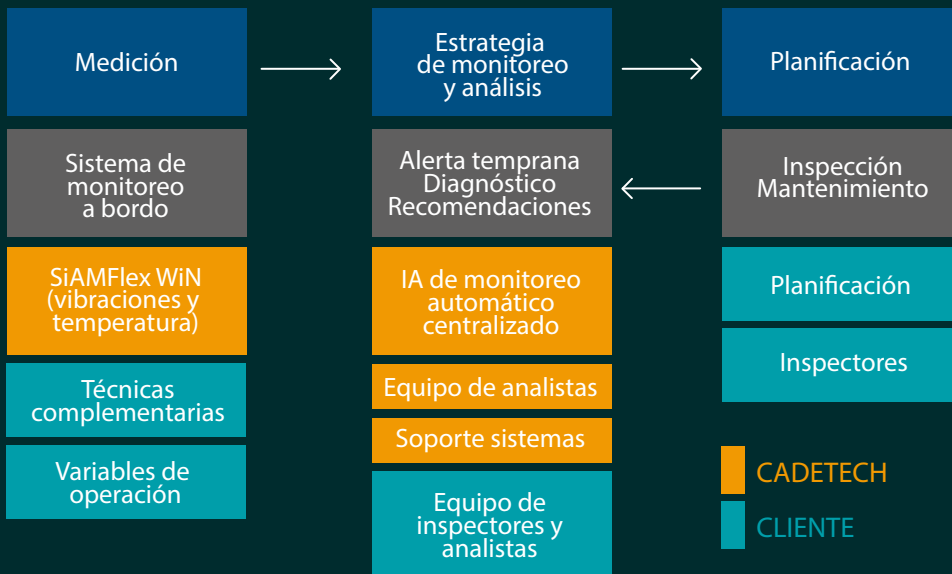 Medición
Estrategia
de monitoreo
y análisis
Planificación
Sistema de
monitoreo
a bordo
Alerta temprana
Diagnóstico
Recomendaciones
Inspección
Mantenimiento
SiAMFlex WiN
(vibraciones y
temperatura)
IA de monitoreo
automático
centralizado
Planificación
Inspectores
Técnicas
complementarias
Equipo de analistas
Soporte sistemas
Variables de
operación
Equipo de
inspectores y
analistas
CADETECH
CLIENTE